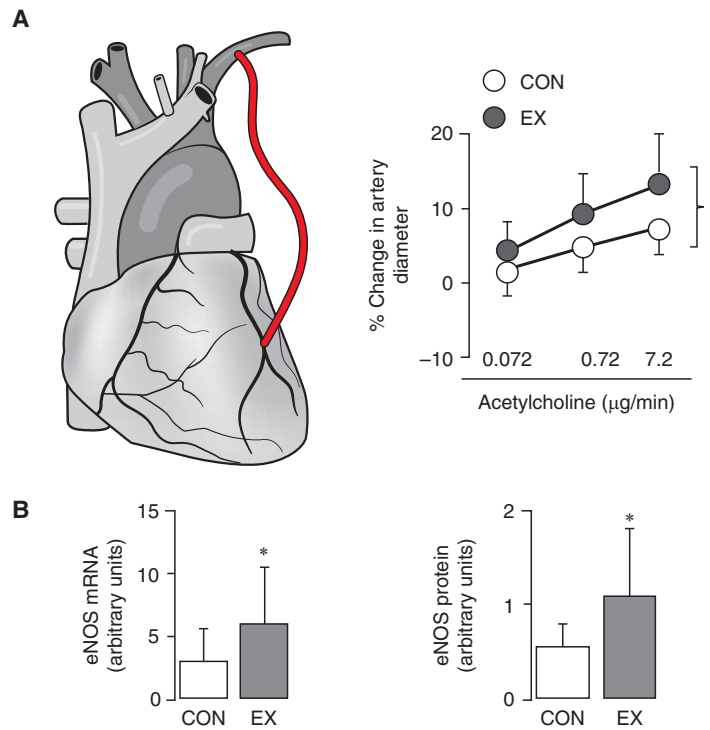 A
CON
EX
% Change in artery
diameter
20
10
0
−10
0.072 0.72 7.2
Acetylcholine (μg/min)
B
eNOS mRNA
(arbitrary units)
15
10
5
0
*
CON EX
eNOS protein
(arbitrary units)
2
1
0
*
CON EX